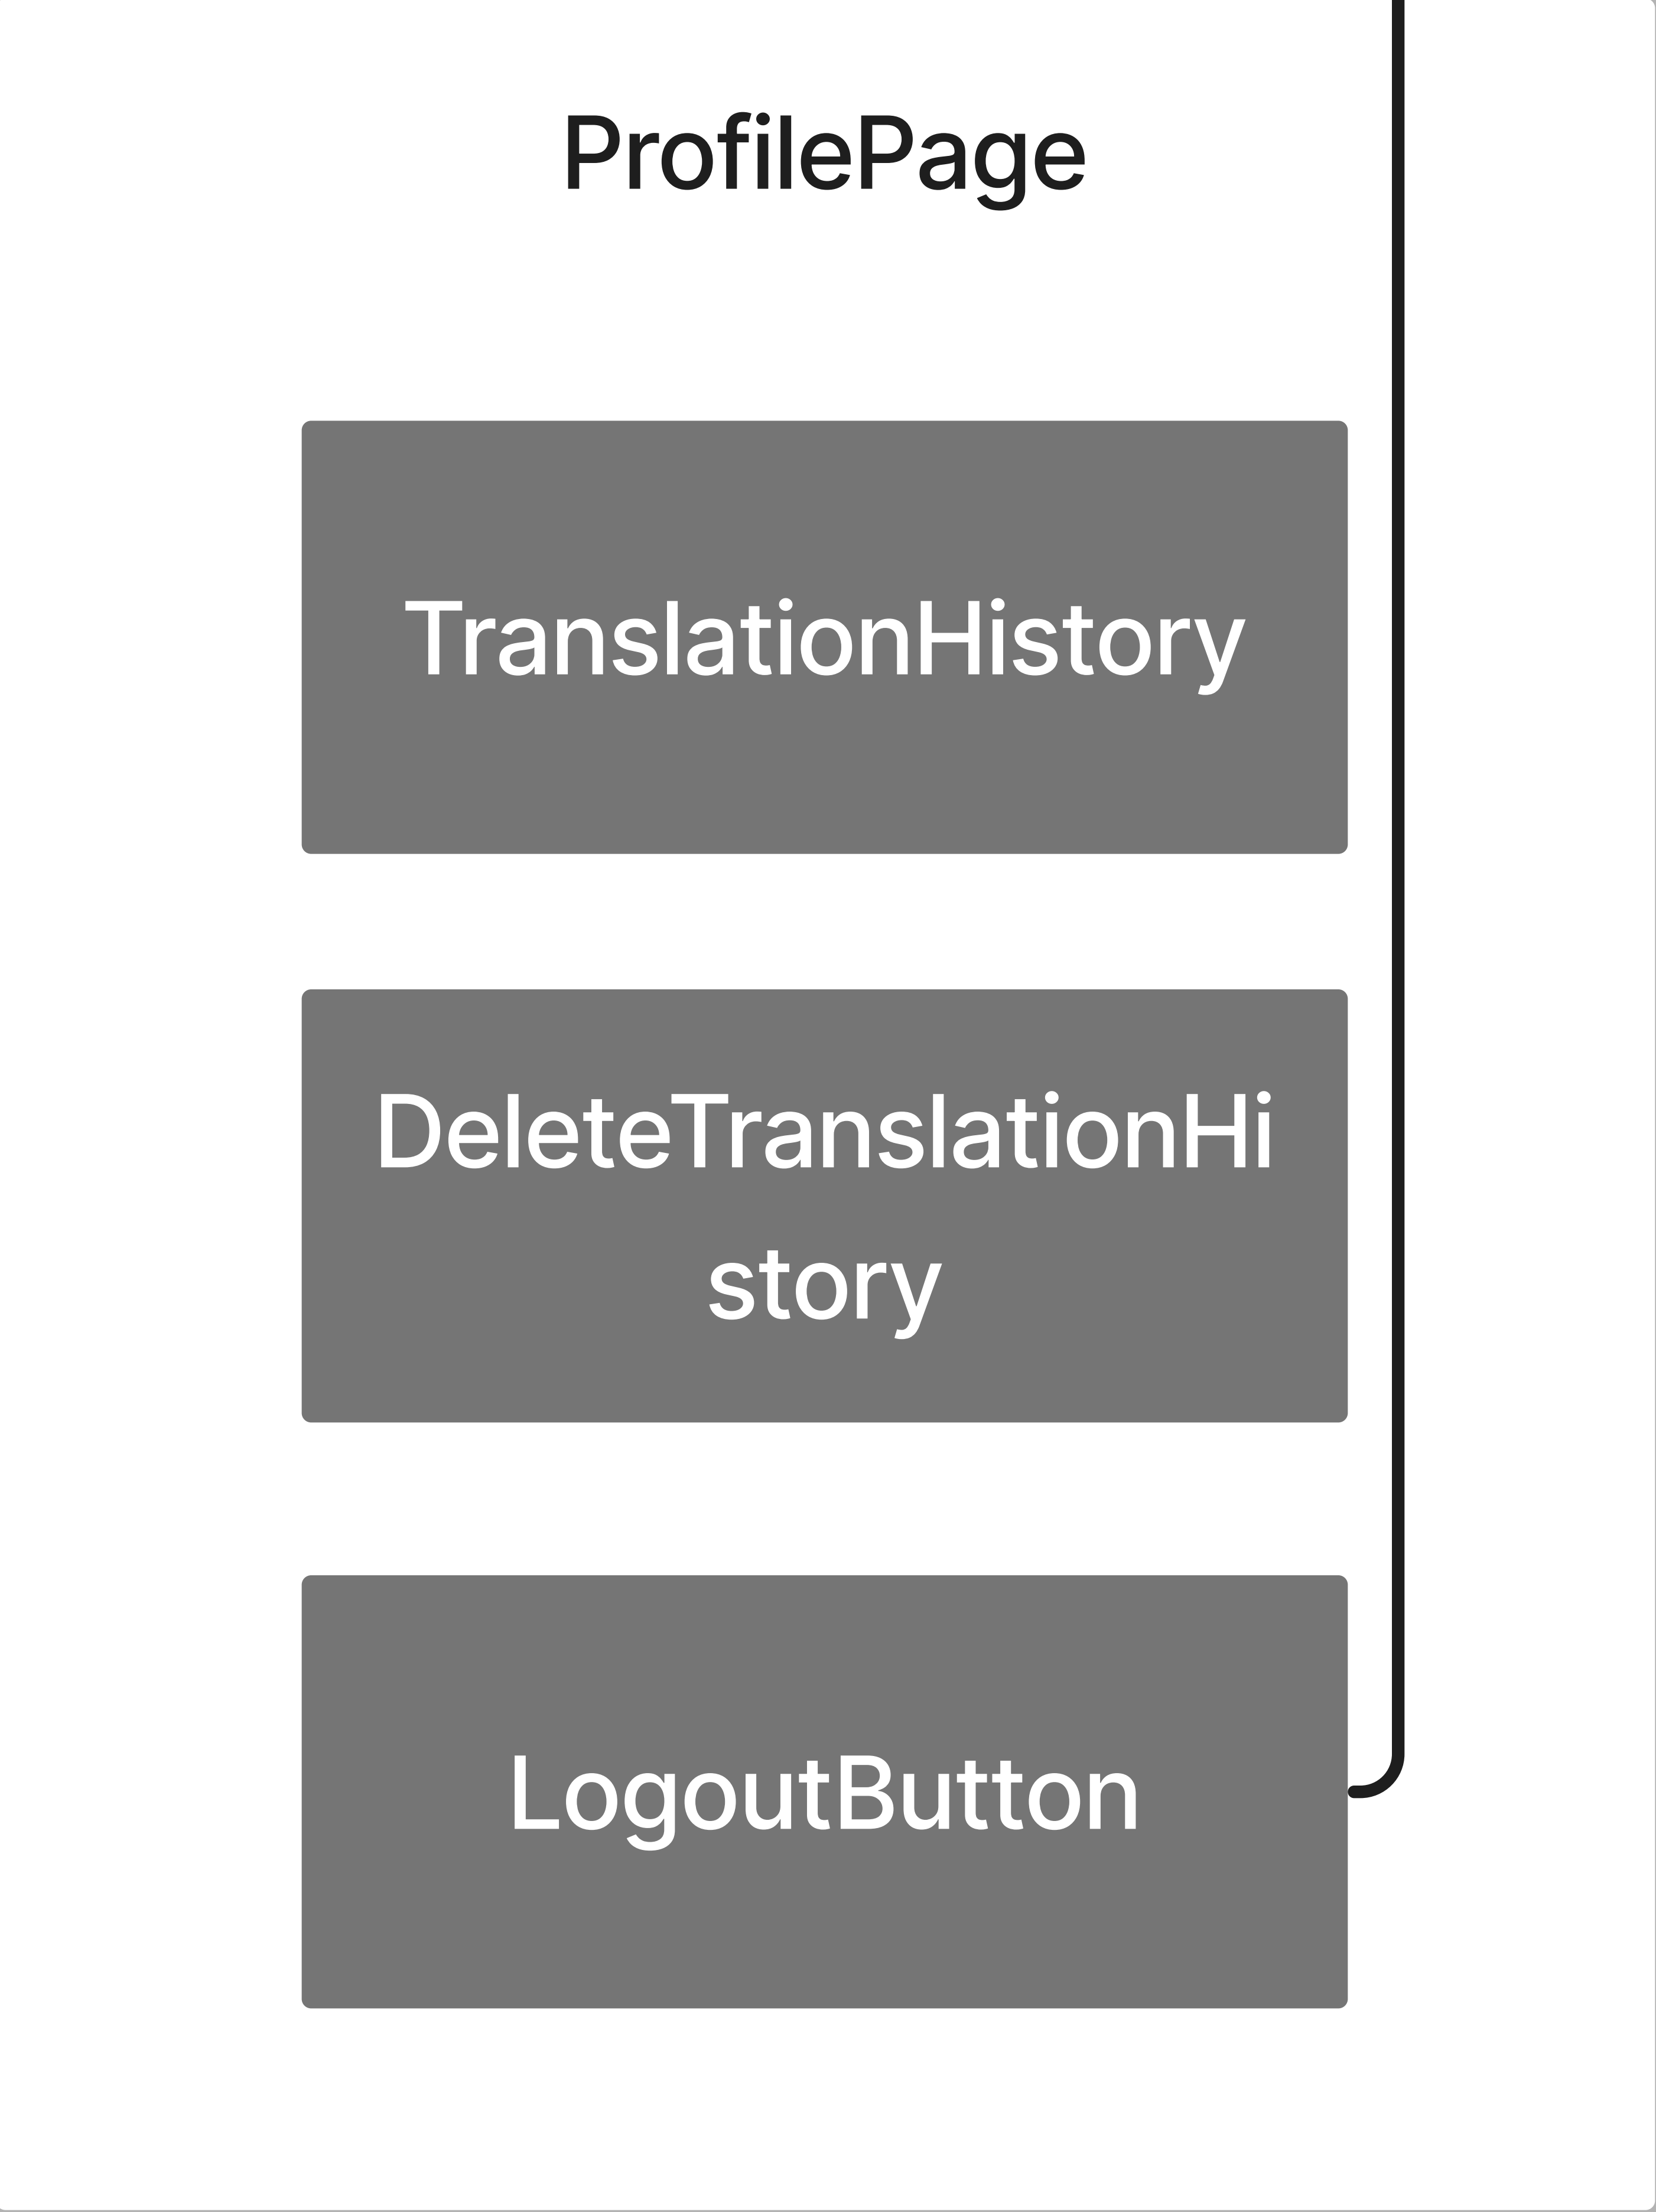 ProfilePage
TranslationHistory
DeleteTranslationHi
story
LogoutButton